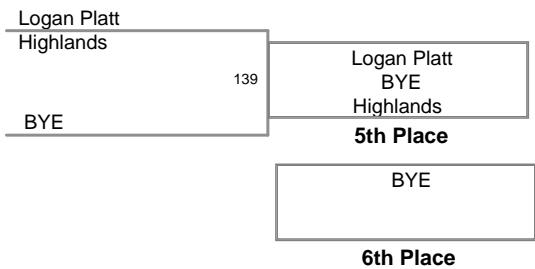 Logan Platt
Highlands
139
BYE
Logan Platt
BYE
Highlands
5th Place
BYE
6th Place